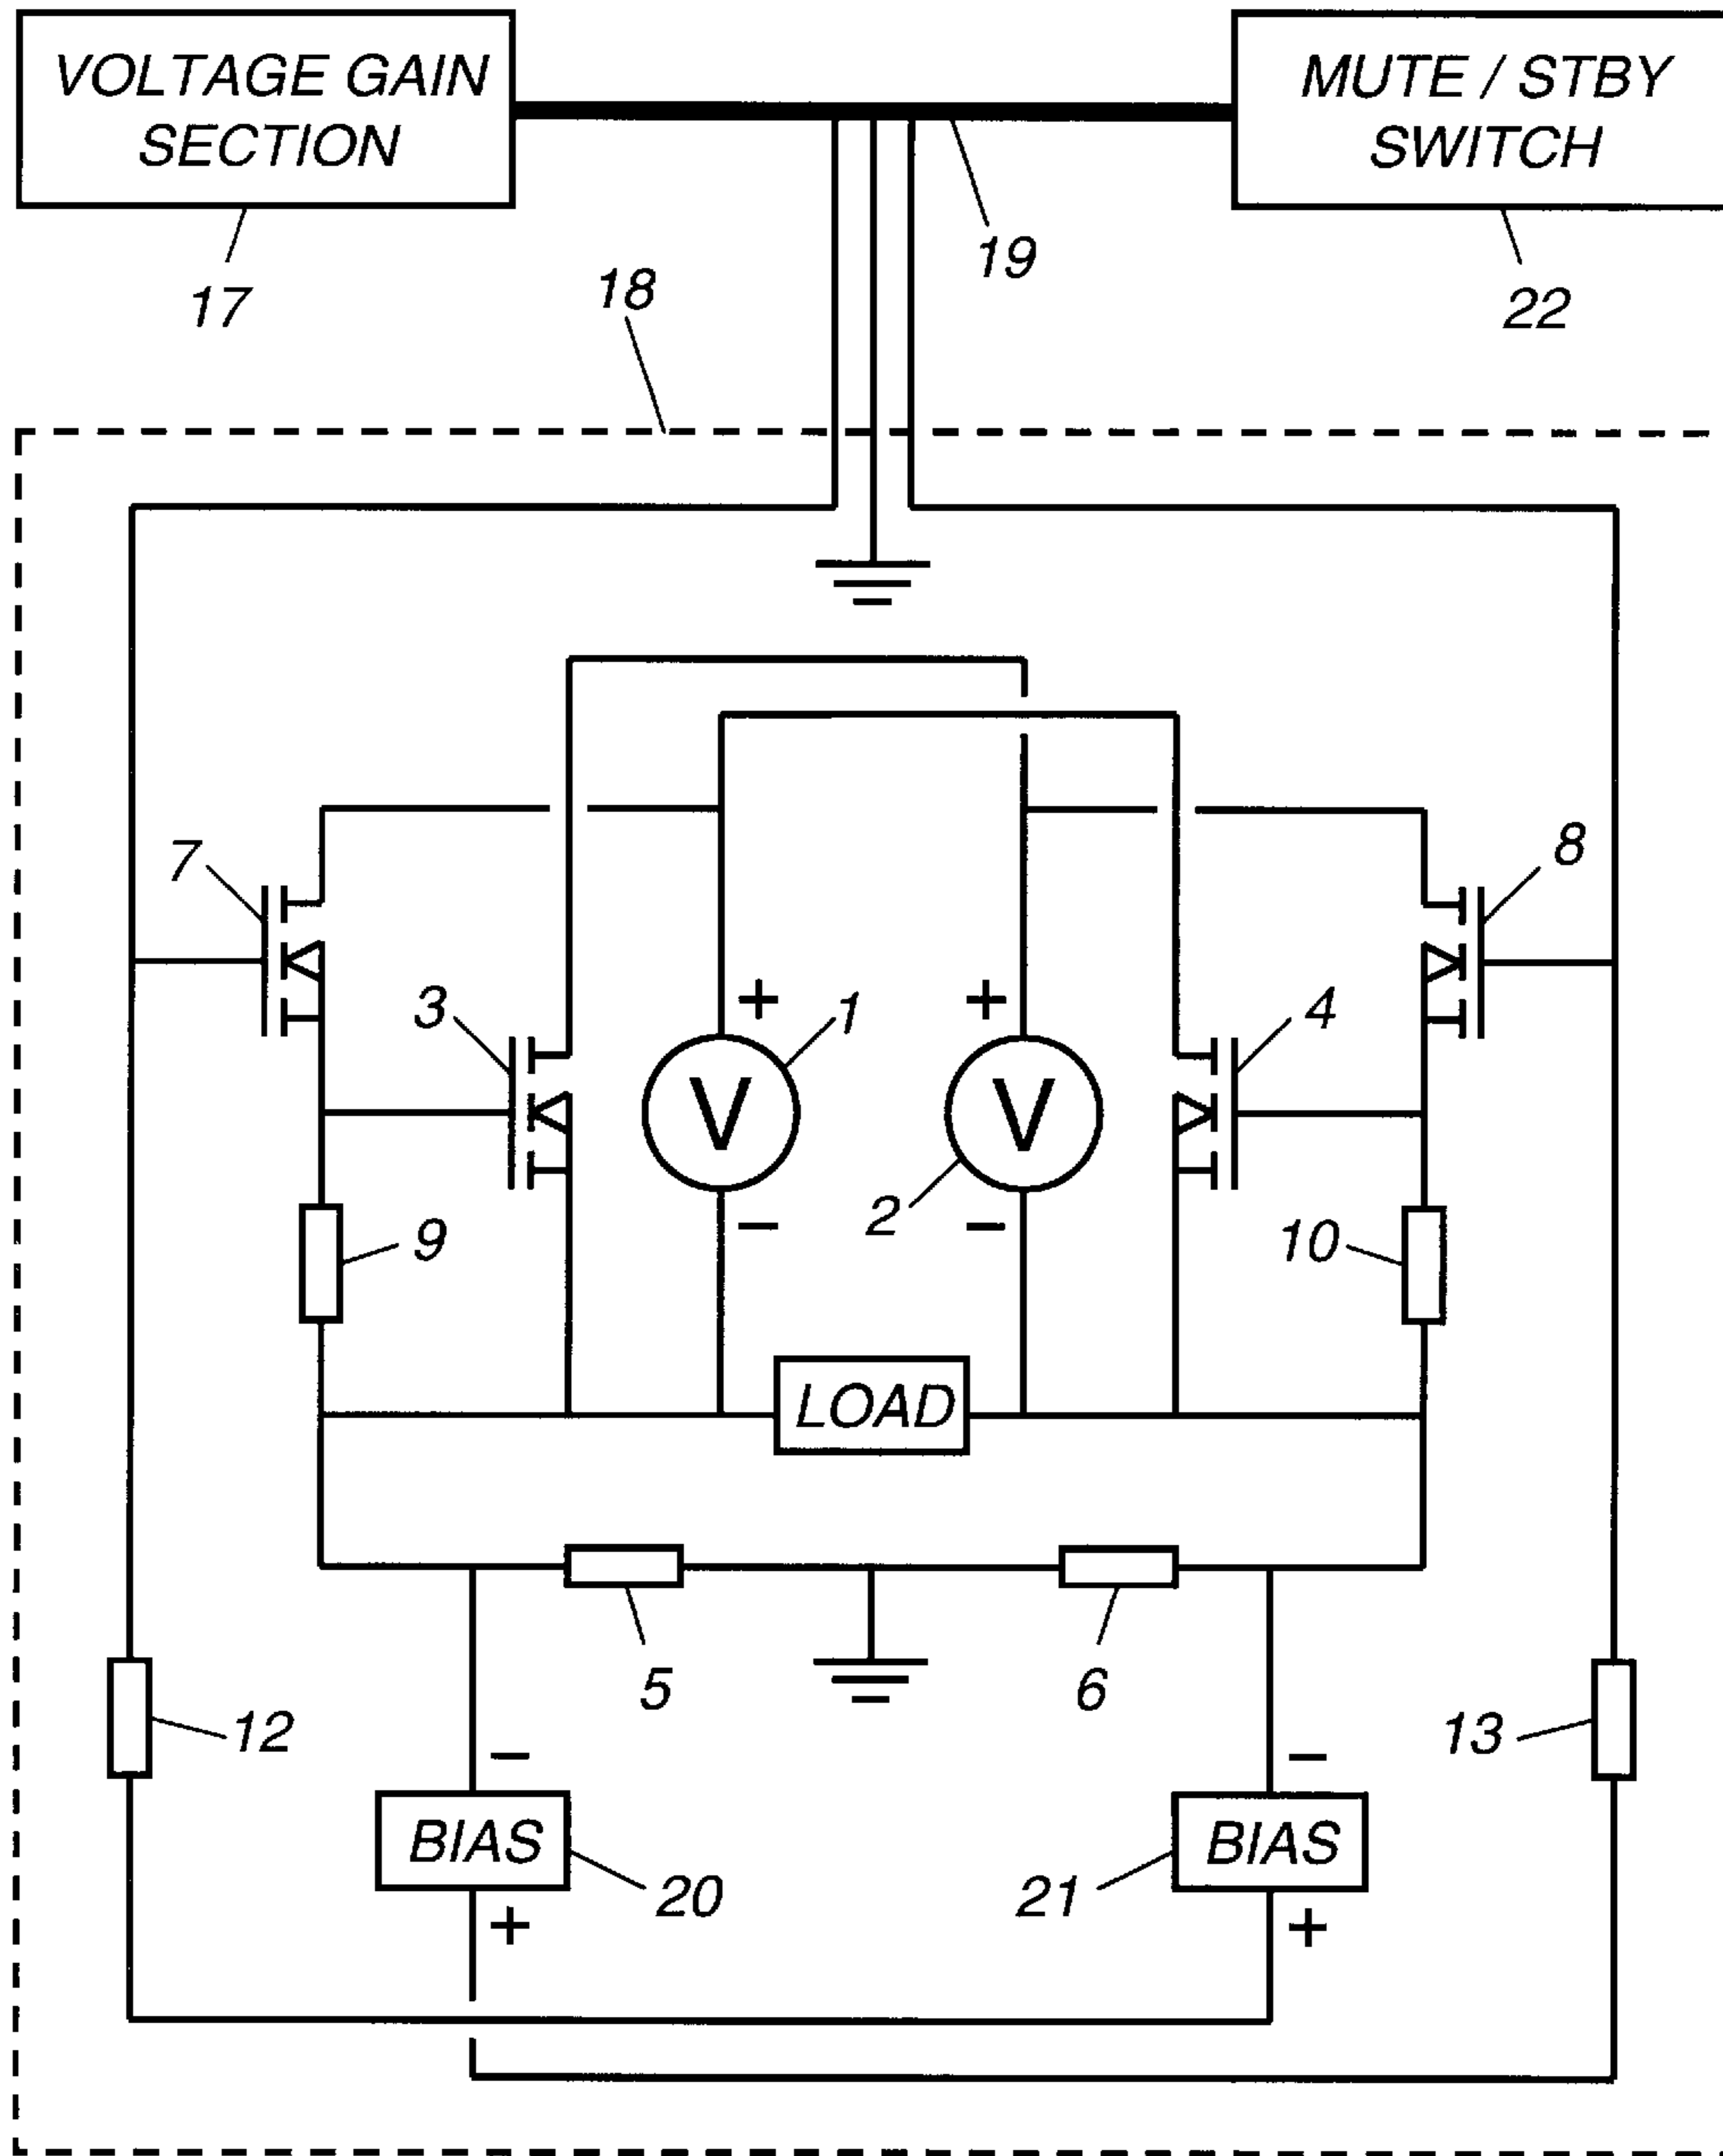 VOLTAGE GAIN
SECTION
MUTE / STBY
SWITCH
17
18
19
22
7
8
3
+
1
+
4
V
V
2
−
−
9
10
LOAD
5
6
12
13
−
−
BIAS
BIAS
20
21
+
+